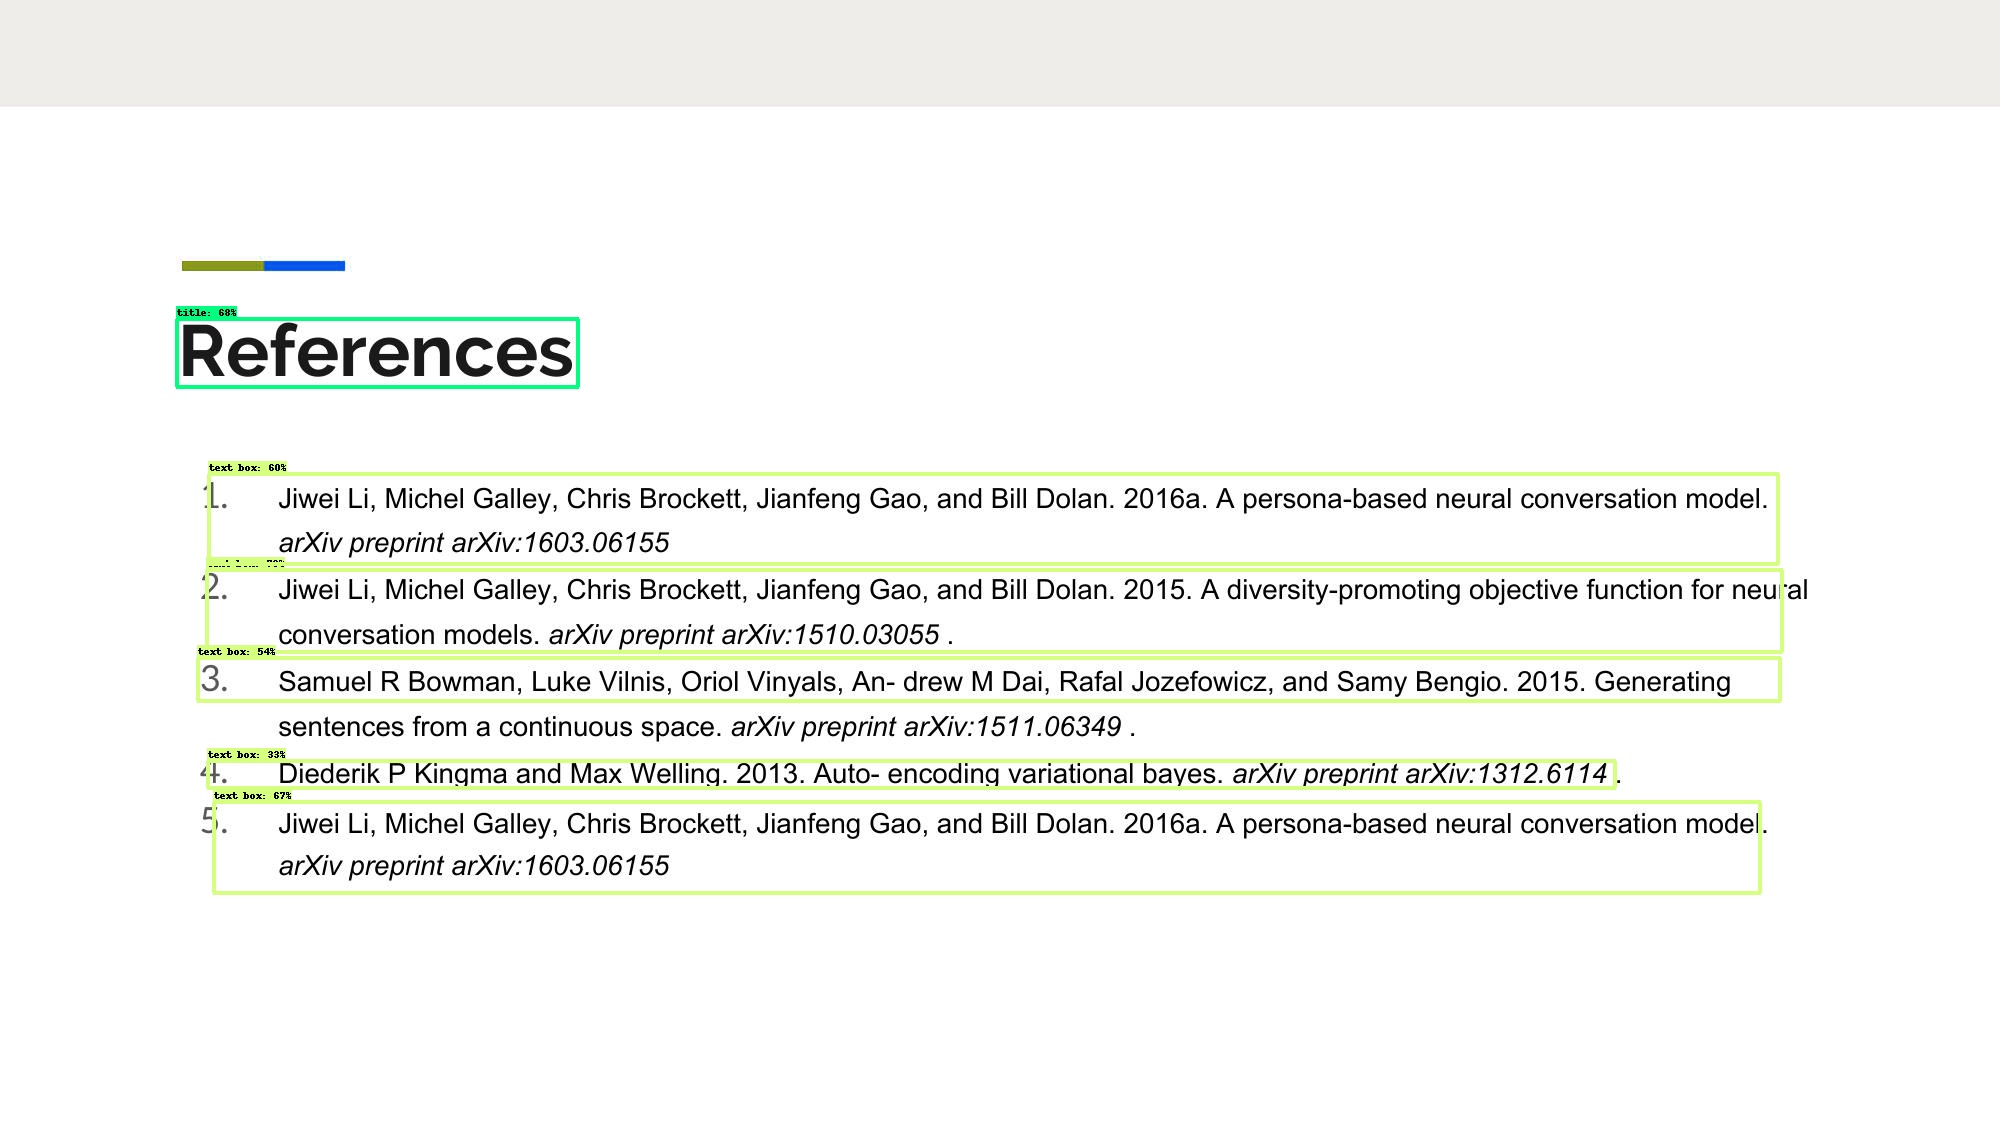 title: 68%
References
text box: 60%
1. Jiwei Li, Michel Galley, Chris Brockett, Jianfeng Gao, and Bill Dolan. 2016a. A persona-based neural conversation model.
arXiv preprint arXiv:1603.06155
2. Jiwei Li, Michel Galley, Chris Brockett, Jianfeng Gao, and Bill Dolan. 2015. A diversity-promoting objective function for neural
conversation models. arXiv preprint arXiv:1510.03055 .
text box: 54%
3. Samuel R Bowman, Luke Vilnis, Oriol Vinyals, An- drew M Dai, Rafal Jozefowicz, and Samy Bengio. 2015. Generating
sentences from a continuous space. arXiv preprint arXiv:1511.06349 .
text box: 33%
4. Diederik P Kingma and Max Welling. 2013. Auto- encoding variational bayes. arXiv preprint arXiv:1312.6114 .
text box: 67%
5. Jiwei Li, Michel Galley, Chris Brockett, Jianfeng Gao, and Bill Dolan. 2016a. A persona-based neural conversation model.
arXiv preprint arXiv:1603.06155